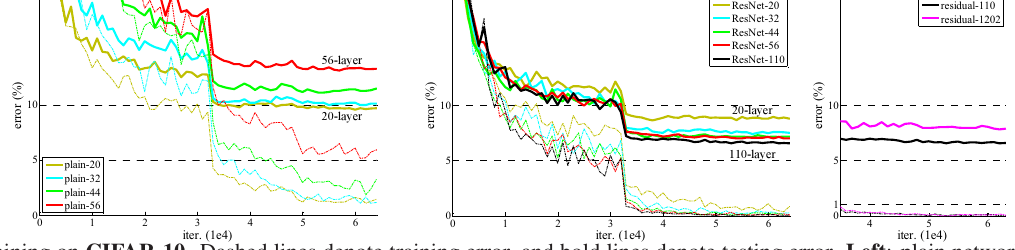 56-layer
20-layer
plain-20
plain-32
plain-44
plain-56
error (%)
10
5
0
0 1 2 3 4 5 6
iter. (1e4)
ResNet-20
ResNet-32
ResNet-44
ResNet-56
ResNet-110
20-layer
110-layer
error (%)
10
5
0
0 1 2 3 4 5 6
iter. (1e4)
residual-110
residual-1202
error (%)
10
5
1
0
4 5 6
iter. (1e4)
ining on CIFAR-10. Dashed lines denote training error, and bold lines denote testing error. Left: plain network